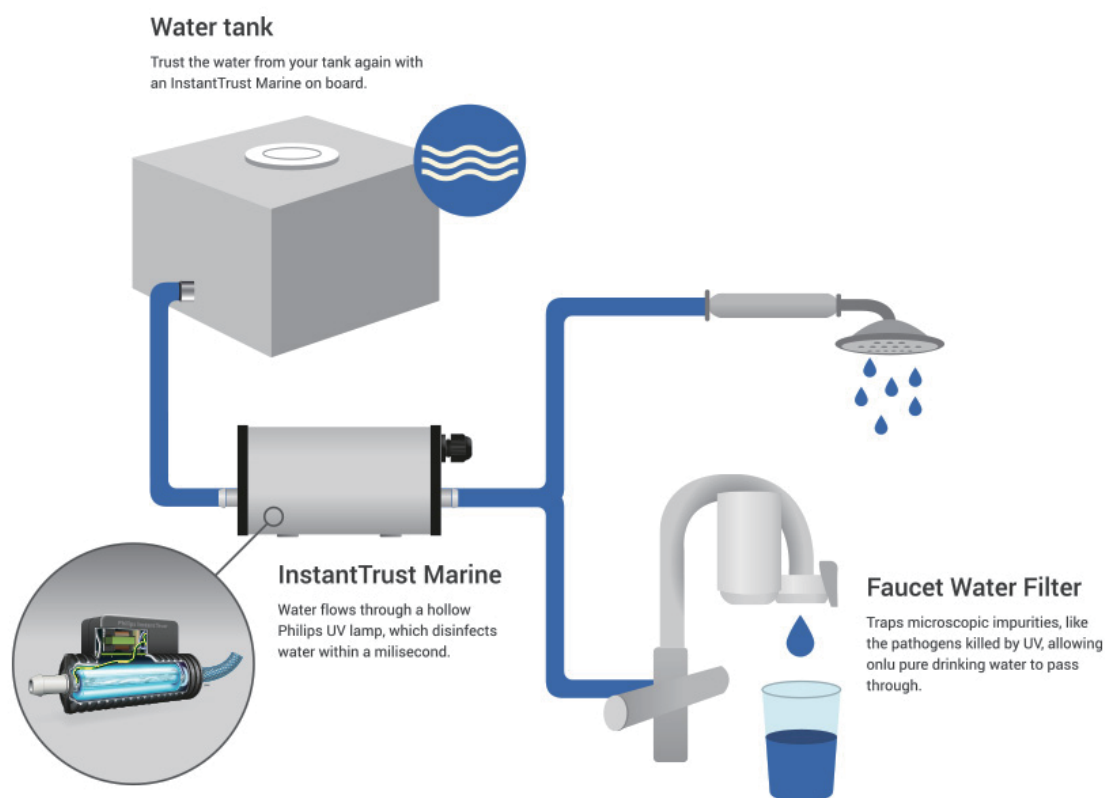 Water tank
Trust the water from your tank again with
an InstantTrust Marine on board.
InstantTrust Marine
Water flows through a hollow
Philips UV lamp, which disinfects
water within a milisecond.
Faucet Water Filter
Traps microscopic impurities, like
the pathogens killed by UV, allowing
onlu pure drinking water to pass
through.